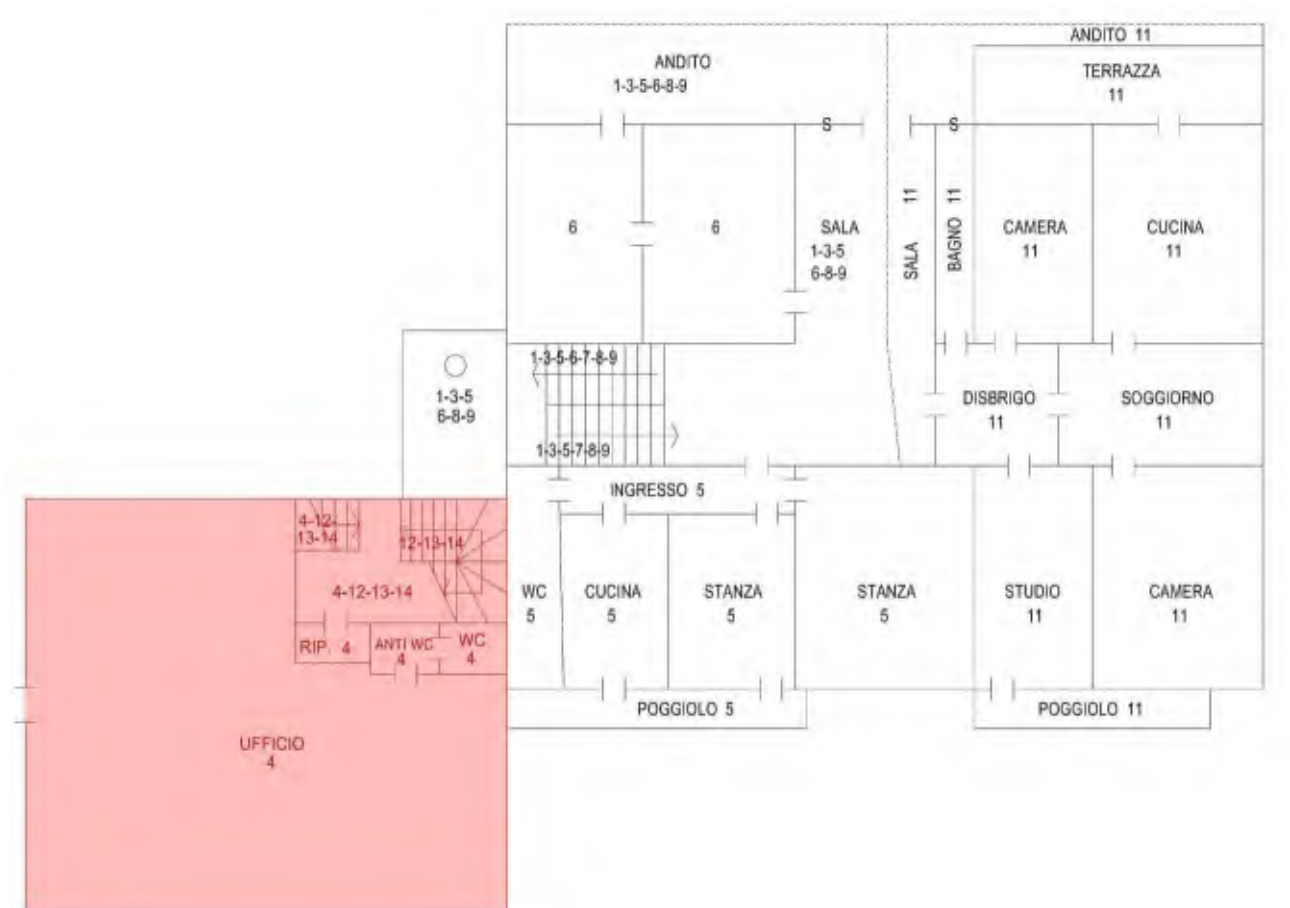 ANDITO 11
ANDITO
1-3-5-6-8-9
TERRAZZA
11
S
S
6
6
SALA
1-3-5
6-8-9
SALA 11
BAGNO 11
CAMERA
11
CUCINA
11
1-3-5-6-7-8-9
1-3-5
6-8-9
DISBRIGO
11
SOGGIORNO
11
1-3-5-7-8-9
INGRESSO 5
4-12-
13-14
12-13-14
4-12-13-14
WC
5
CUCINA
5
STANZA
5
STANZA
5
STUDIO
11
CAMERA
11
RIP. 4
ANTI WC
4
WC
4
POGGIOLO 5
POGGIOLO 11
UFFICIO
4